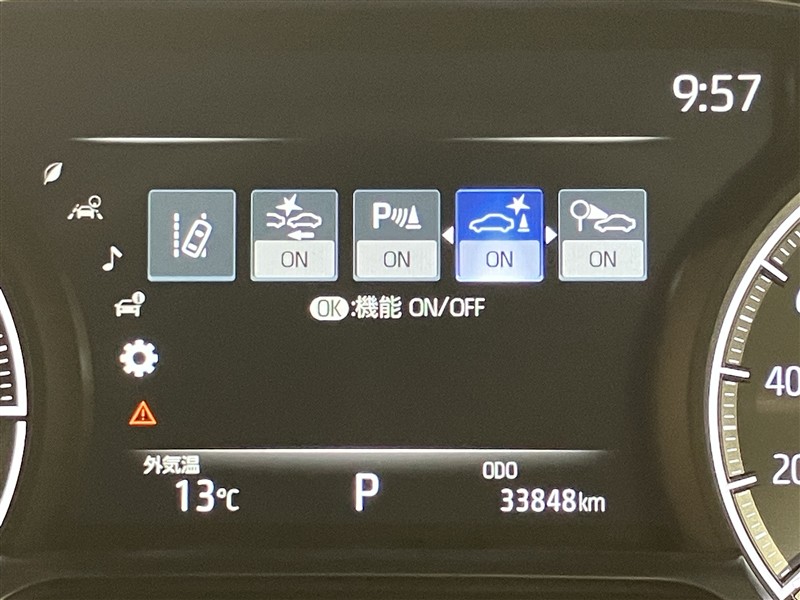 9:57
P
ON ON ON ON
OK:機能 ON/OFF
外気温
13℃
P
ODO
33848km
40
20